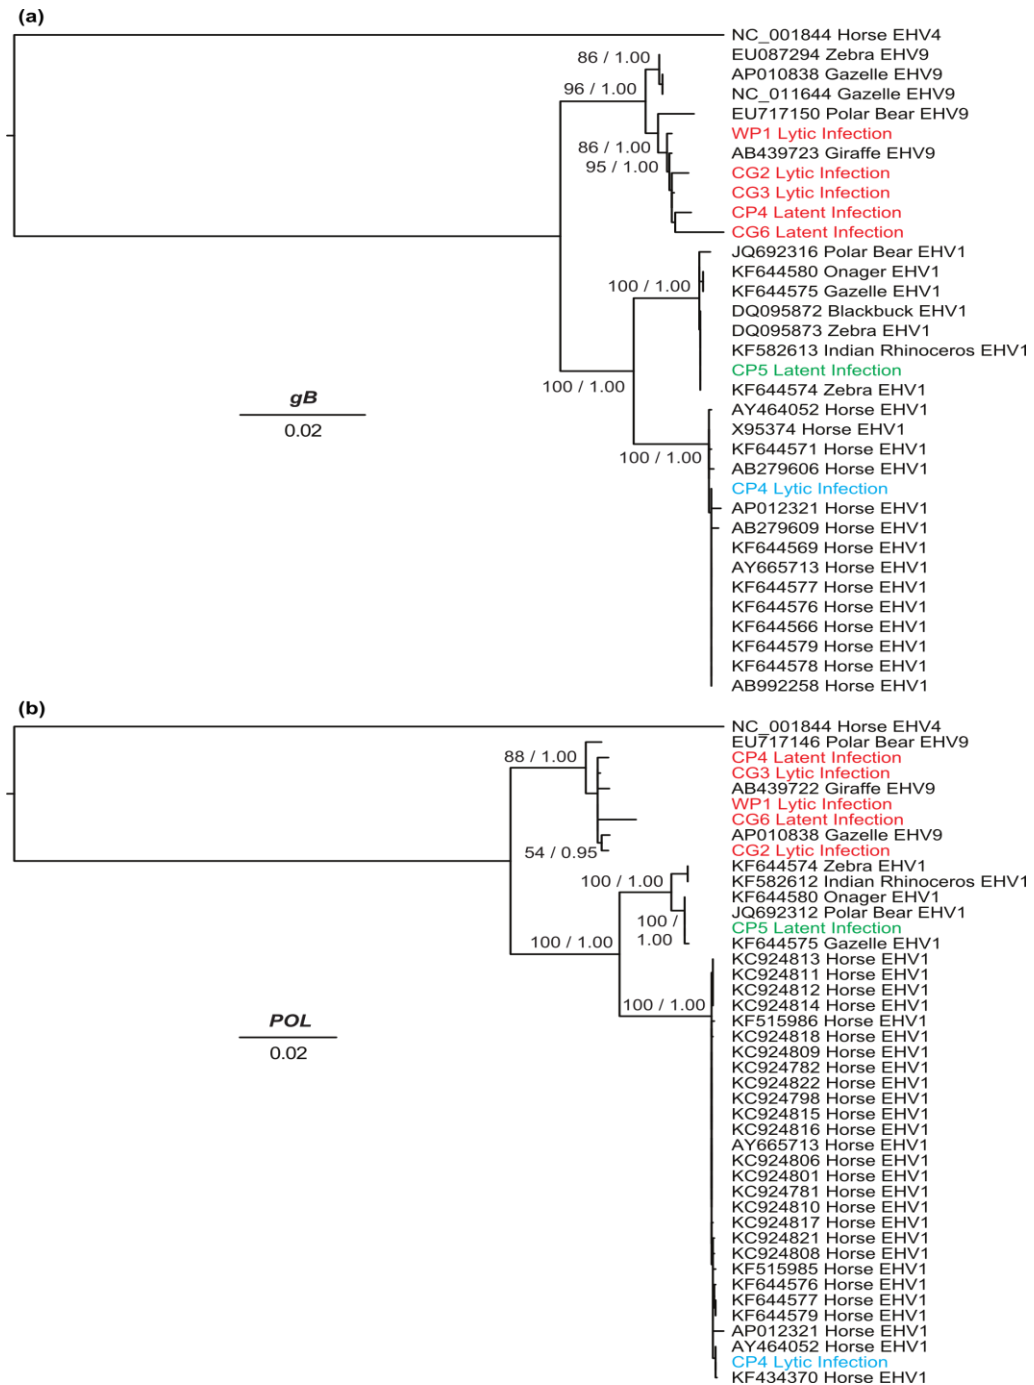 (a)
NC_001844 Horse EHV4
EU087294 Zebra EHV9
86 / 1.00
AP010838 Gazelle EHV9
96 / 1.00
NC_011644 Gazelle EHV9
EU717150 Polar Bear EHV9
WP1 Lytic Infection
86 / 1.00
AB439723 Giraffe EHV9
95 / 1.00
CG2 Lytic Infection
CG3 Lytic Infection
CP4 Latent Infection
CG6 Latent Infection
JQ692316 Polar Bear EHV1
KF644580 Onager EHV1
100 / 1.00
KF644575 Gazelle EHV1
DQ095872 Blackbuck EHV1
DQ095873 Zebra EHV1
KF582613 Indian Rhinoceros EHV1
CP5 Latent Infection
100 / 1.00
KF644574 Zebra EHV1
gB
0.02
AY464052 Horse EHV1
X95374 Horse EHV1
KF644571 Horse EHV1
100 / 1.00
AB279606 Horse EHV1
CP4 Lytic Infection
AP012321 Horse EHV1
AB279609 Horse EHV1
KF644569 Horse EHV1
AY665713 Horse EHV1
KF644577 Horse EHV1
KF644576 Horse EHV1
KF644566 Horse EHV1
KF644579 Horse EHV1
KF644578 Horse EHV1
AB992258 Horse EHV1
(b)
NC_001844 Horse EHV4
EU717146 Polar Bear EHV9
88 / 1.00
CP4 Latent Infection
CG3 Lytic Infection
AB439722 Giraffe EHV9
WP1 Lytic Infection
CG6 Latent Infection
AP010838 Gazelle EHV9
54 / 0.95
CG2 Lytic Infection
KF644574 Zebra EHV1
100 / 1.00
KF582612 Indian Rhinoceros EHV1
KF644580 Onager EHV1
JQ692312 Polar Bear EHV1
100 /
1.00
CP5 Latent Infection
100 / 1.00
KF644575 Gazelle EHV1
KC924813 Horse EHV1
KC924811 Horse EHV1
KC924812 Horse EHV1
100 / 1.00
KC924814 Horse EHV1
KF515986 Horse EHV1
POL
0.02
KC924818 Horse EHV1
KC924809 Horse EHV1
KC924782 Horse EHV1
KC924822 Horse EHV1
KC924798 Horse EHV1
KC924815 Horse EHV1
KC924816 Horse EHV1
AY665713 Horse EHV1
KC924806 Horse EHV1
KC924801 Horse EHV1
KC924781 Horse EHV1
KC924810 Horse EHV1
KC924817 Horse EHV1
KC924821 Horse EHV1
KC924808 Horse EHV1
KF515985 Horse EHV1
KF644576 Horse EHV1
KF644577 Horse EHV1
KF644579 Horse EHV1
AP012321 Horse EHV1
AY464052 Horse EHV1
CP4 Lytic Infection
KF434370 Horse EHV1